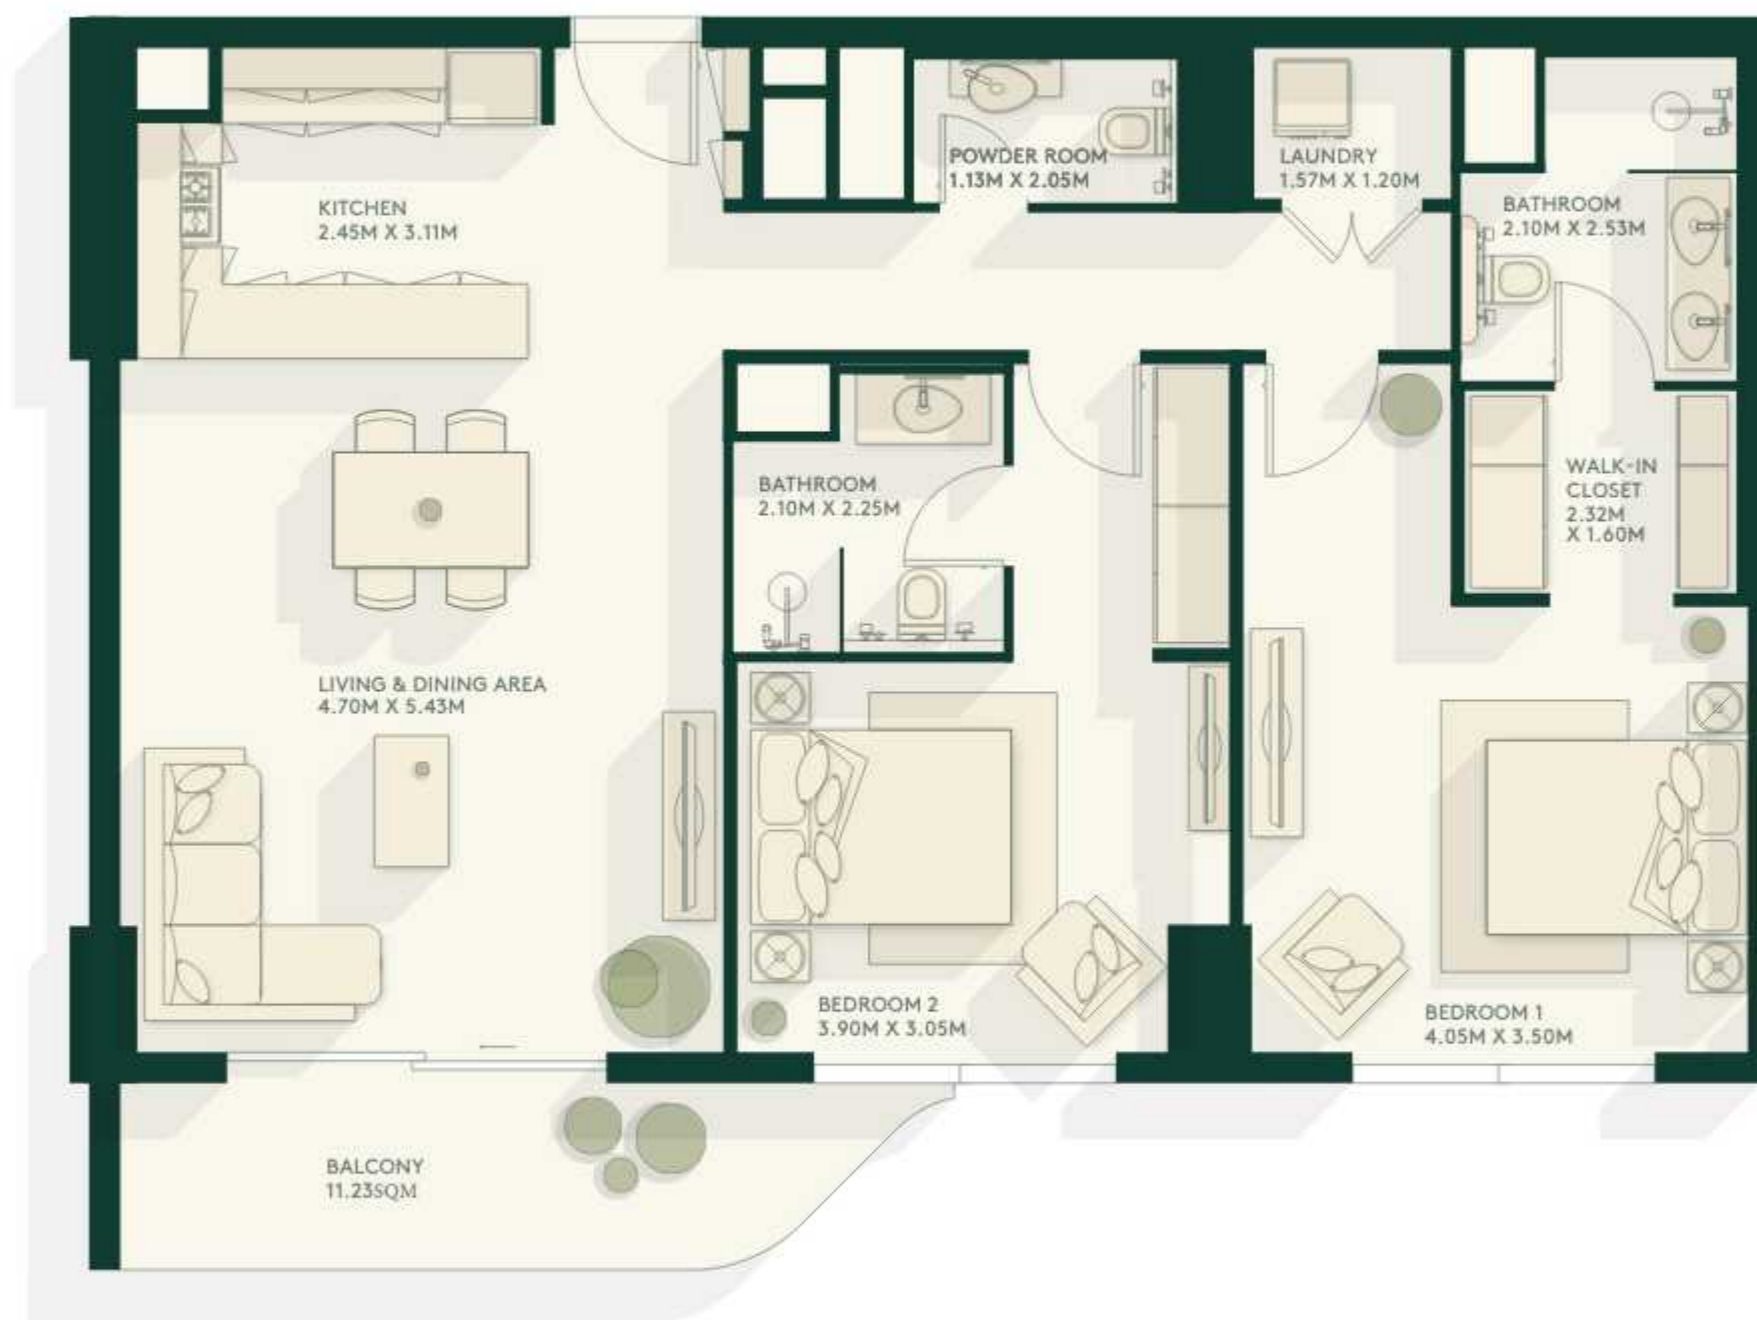 POWDER ROOM
1.13M X 2.05M
LAUNDRY
1.57M X 1.20M
KITCHEN
2.45M X 3.11M
BATHROOM
2.10M X 2.53M
BATHROOM
2.10M X 2.25M
WALK-IN
CLOSET
2.32M
X 1.60M
LIVING & DINING AREA
4.70M X 5.43M
BEDROOM 2
3.90M X 3.05M
BEDROOM 1
4.05M X 3.50M
BALCONY
11.23SQM